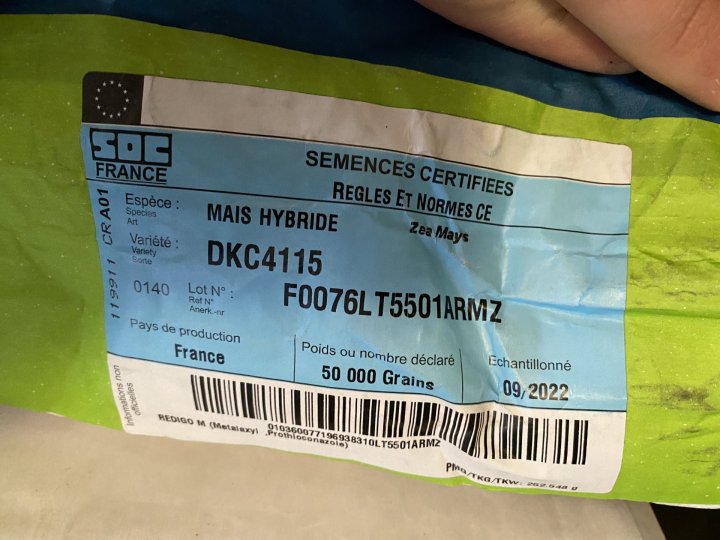 SOC
FRANCE
SEMENCES CERTIFIEES
REGLES ET NORMES CE
119911 CRA01
Espèce :
Species
Art
MAIS HYBRIDE
Zea Mays
Variété :
Variety
Sorte
DKC4115
0140
Lot N° :
Ref N°
Anerk.-nr
F0076LT5501ARMZ
Pays de production
France
Poids ou nombre déclaré
50 000 Grains
Echantillonné
09/2022
Informations non
officielles
REDIGO M (Metalaxyl ,Prothioconazole)
010360077196938310LT5501ARMZ
PMG/TKG/TKW: 252.548 g